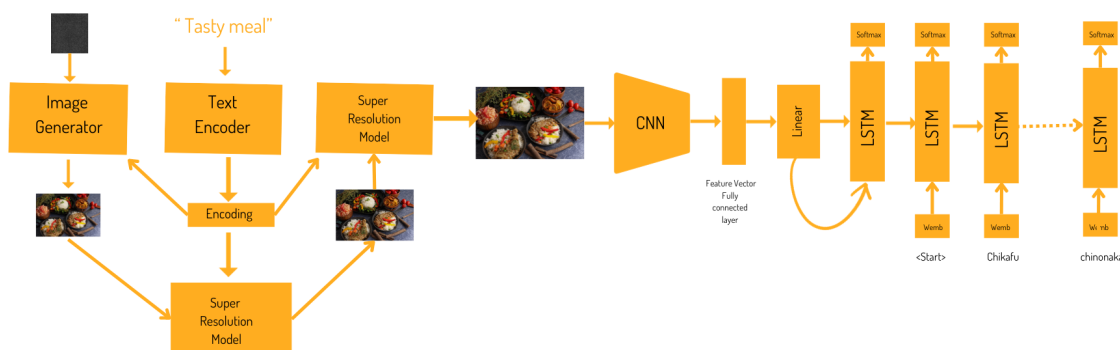 “ Tasty meal”
Image
Generator
Text
Encoder
Super
Resolution
Model
Encoding
Super
Resolution
Model
CNN
Feature Vector
Fully
connected
layer
Linear
LSTM
Softmax
LSTM
Softmax
Wemb
<Start>
LSTM
Softmax
Wemb
Chikafu
LSTM
Softmax
chinonaka